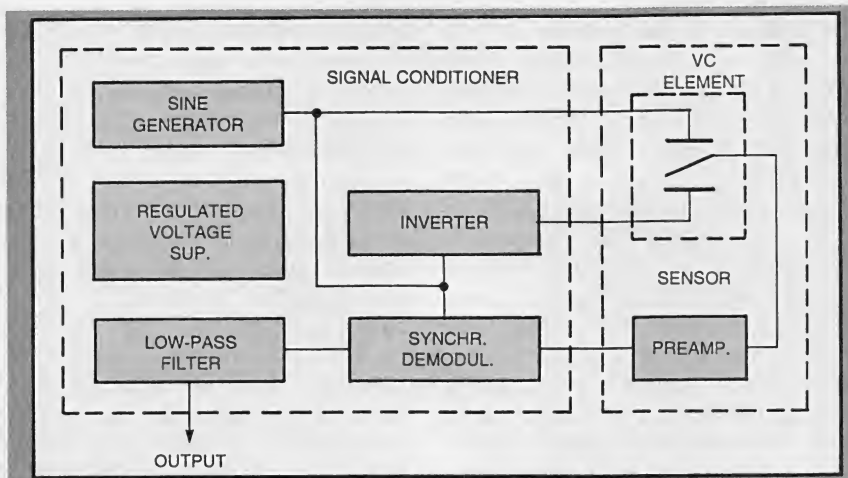 SIGNAL CONDITIONER
VC
ELEMENT
SINE
GENERATOR
REGULATED
VOLTAGE
SUP.
INVERTER
SENSOR
LOW-PASS
FILTER
SYNCHR.
DEMODUL.
PREAMP.
OUTPUT